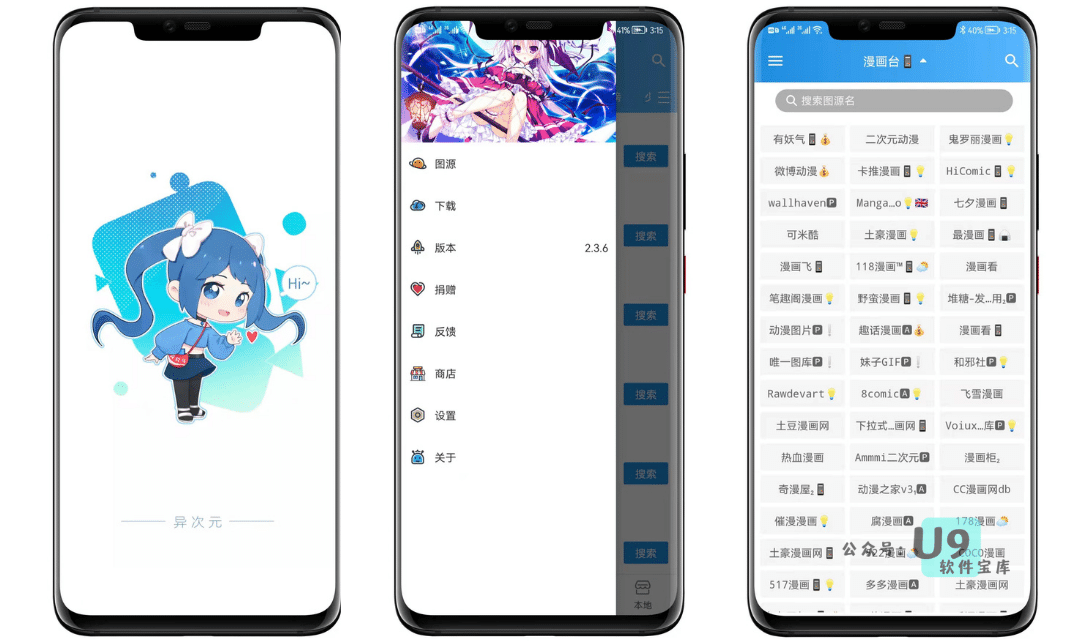 Hi~
异次元
41% 3:15
图源
下载
版本 2.3.6
捐赠
反馈
商店
设置
关于
搜索
搜索
搜索
搜索
搜索
搜索
本地
40% 3:15
漫画台
搜索图源名
有妖气 二次元动漫 鬼罗丽漫画
微博动漫 卡推漫画 HiComic
wallhaven P Manga…o 七夕漫画
可米酷 土豪漫画 最漫画
漫画飞 118漫画™ 漫画看
笔趣阁漫画 野蛮漫画 堆糖-发…用₂ P
动漫图片 P 趣话漫画 A 漫画看
唯一图库 P 妹子GIF P 和邪社 P
Rawdevart 8comic A 飞雪漫画
土豆漫画网 下拉式…画网 Voiux…库 P
热血漫画 Ammmi二次元 P 漫画柜₂
奇漫屋₂ 动漫之家v3₃ A CC漫画网db
催漫漫画 腐漫画 A 178漫画
土豪漫画网 漫画 COCO漫画
517漫画 多多漫画 A 土豪漫画网
公众号: U9
软件宝库